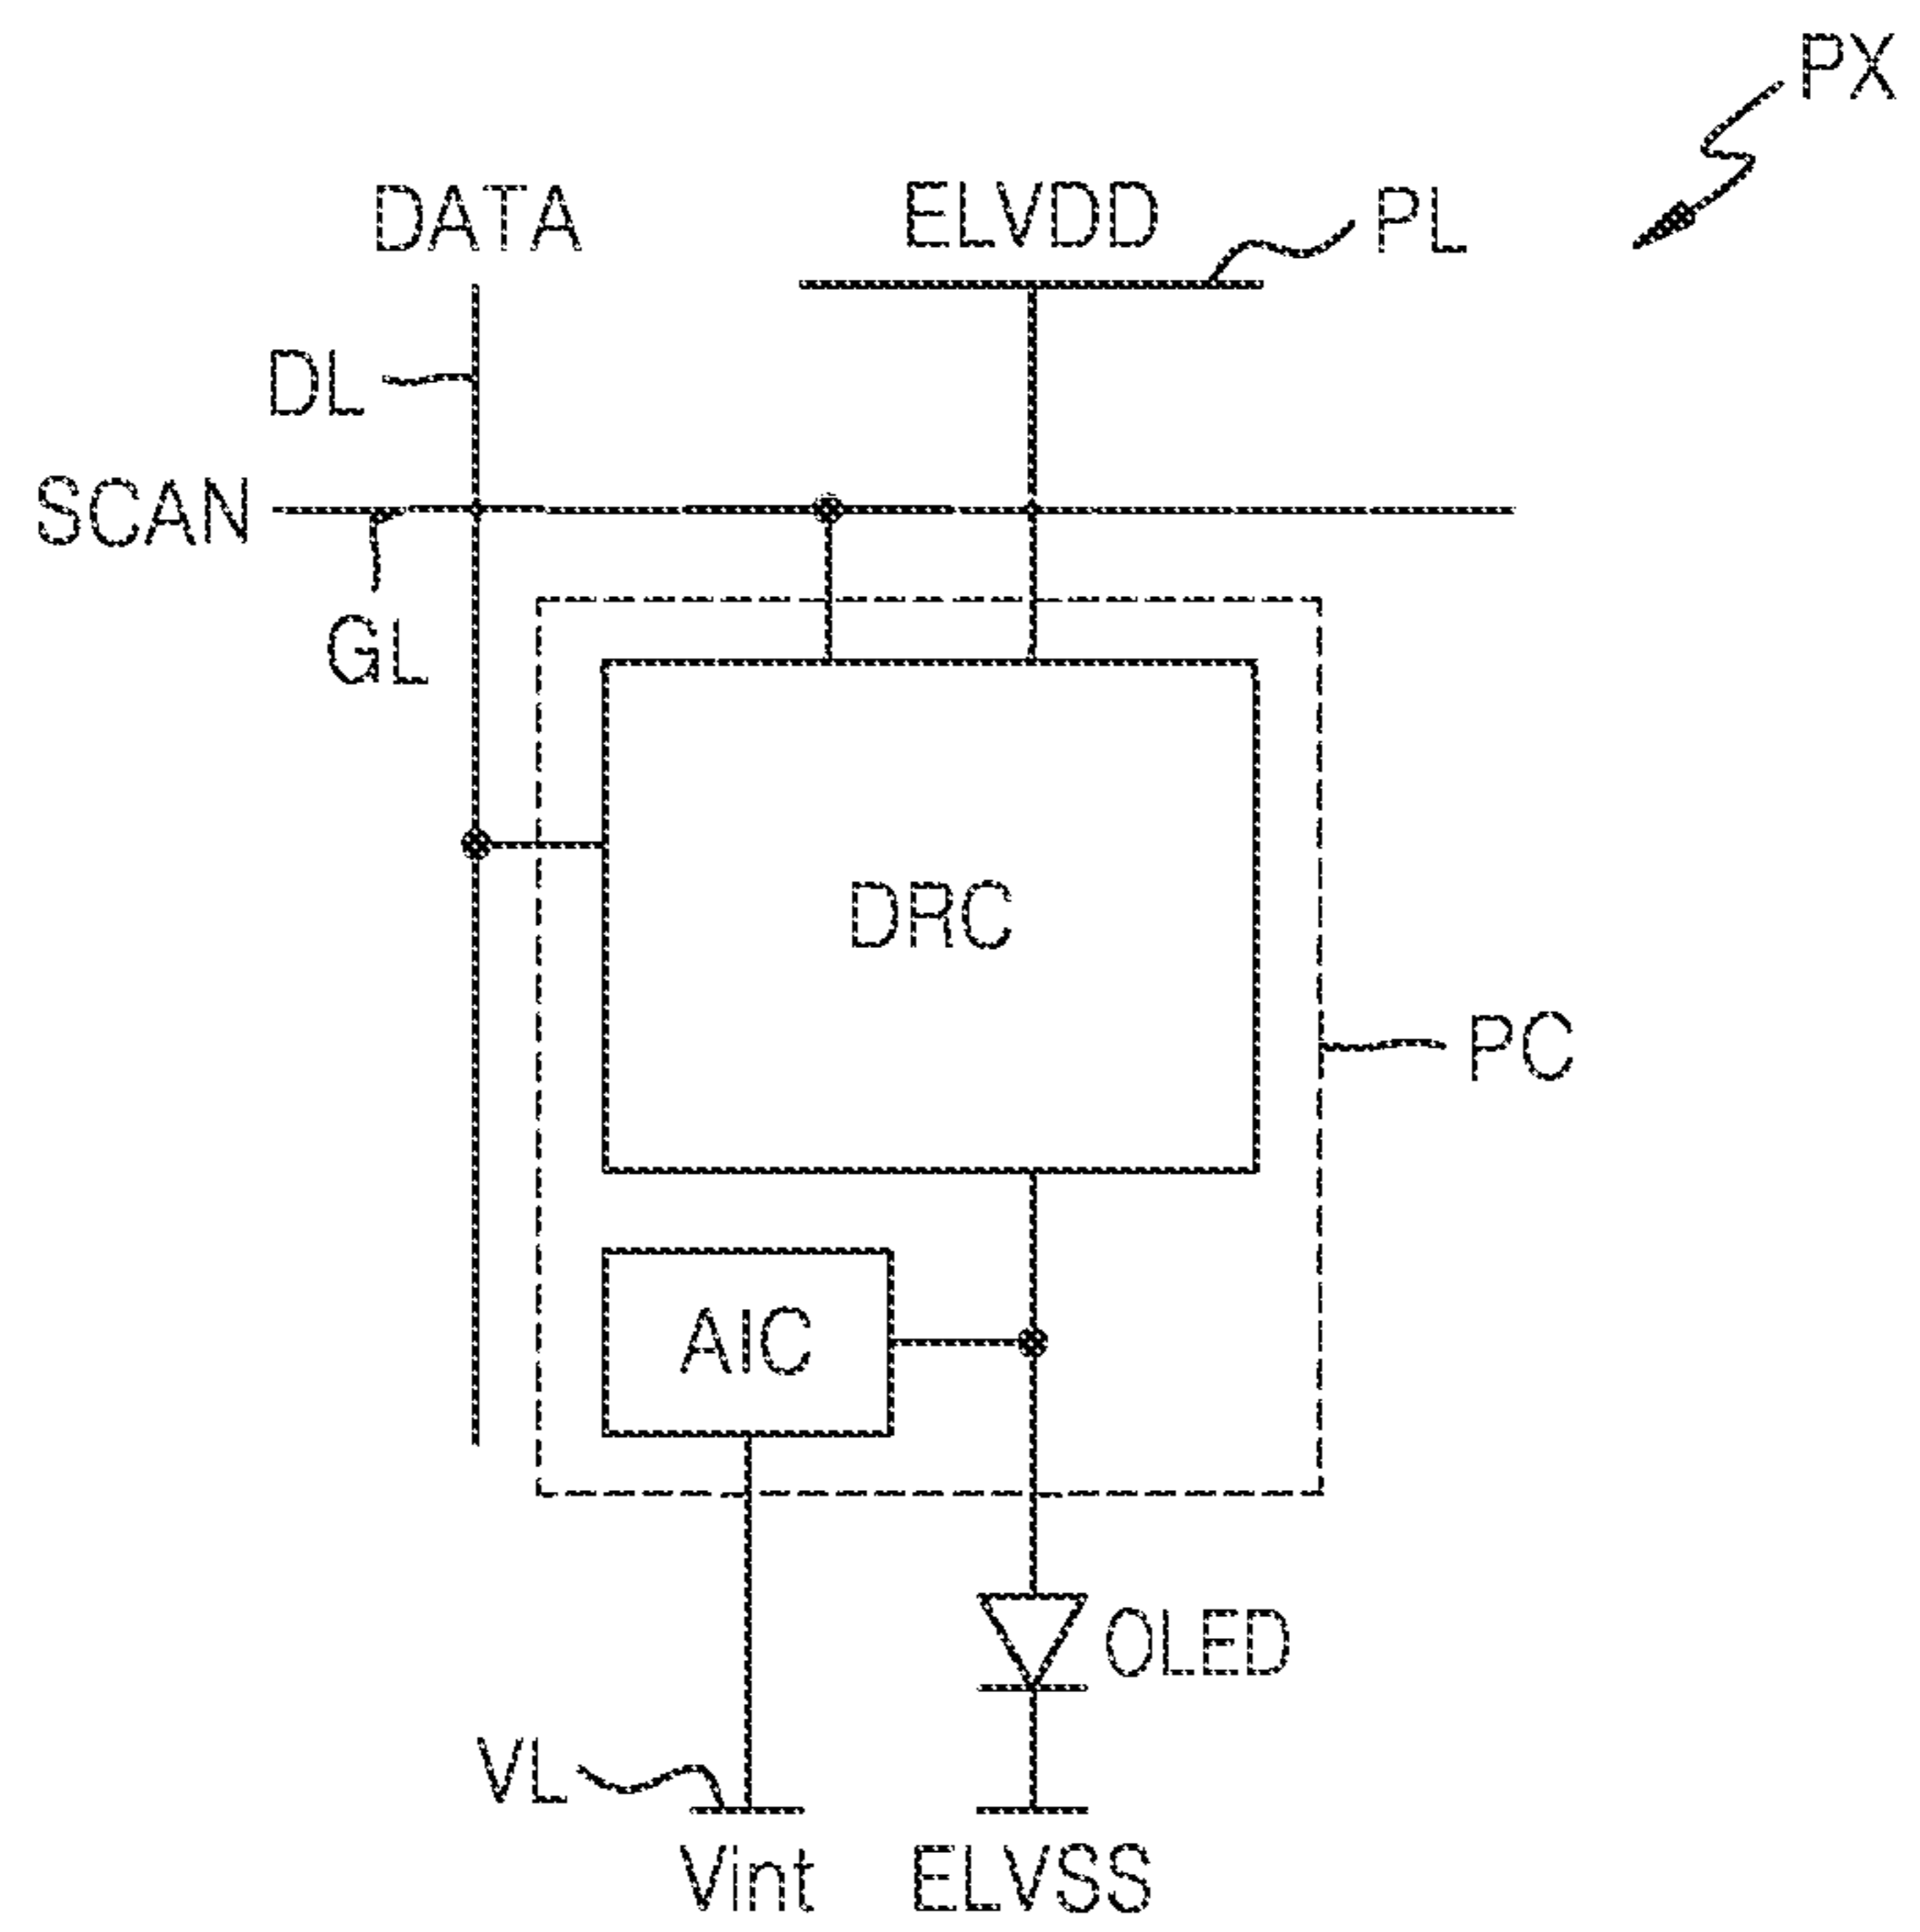 PX
DATA
ELVDD
PL
DL
SCAN
GL
DRC
PC
AIC
OLED
VL
Vint
ELVSS